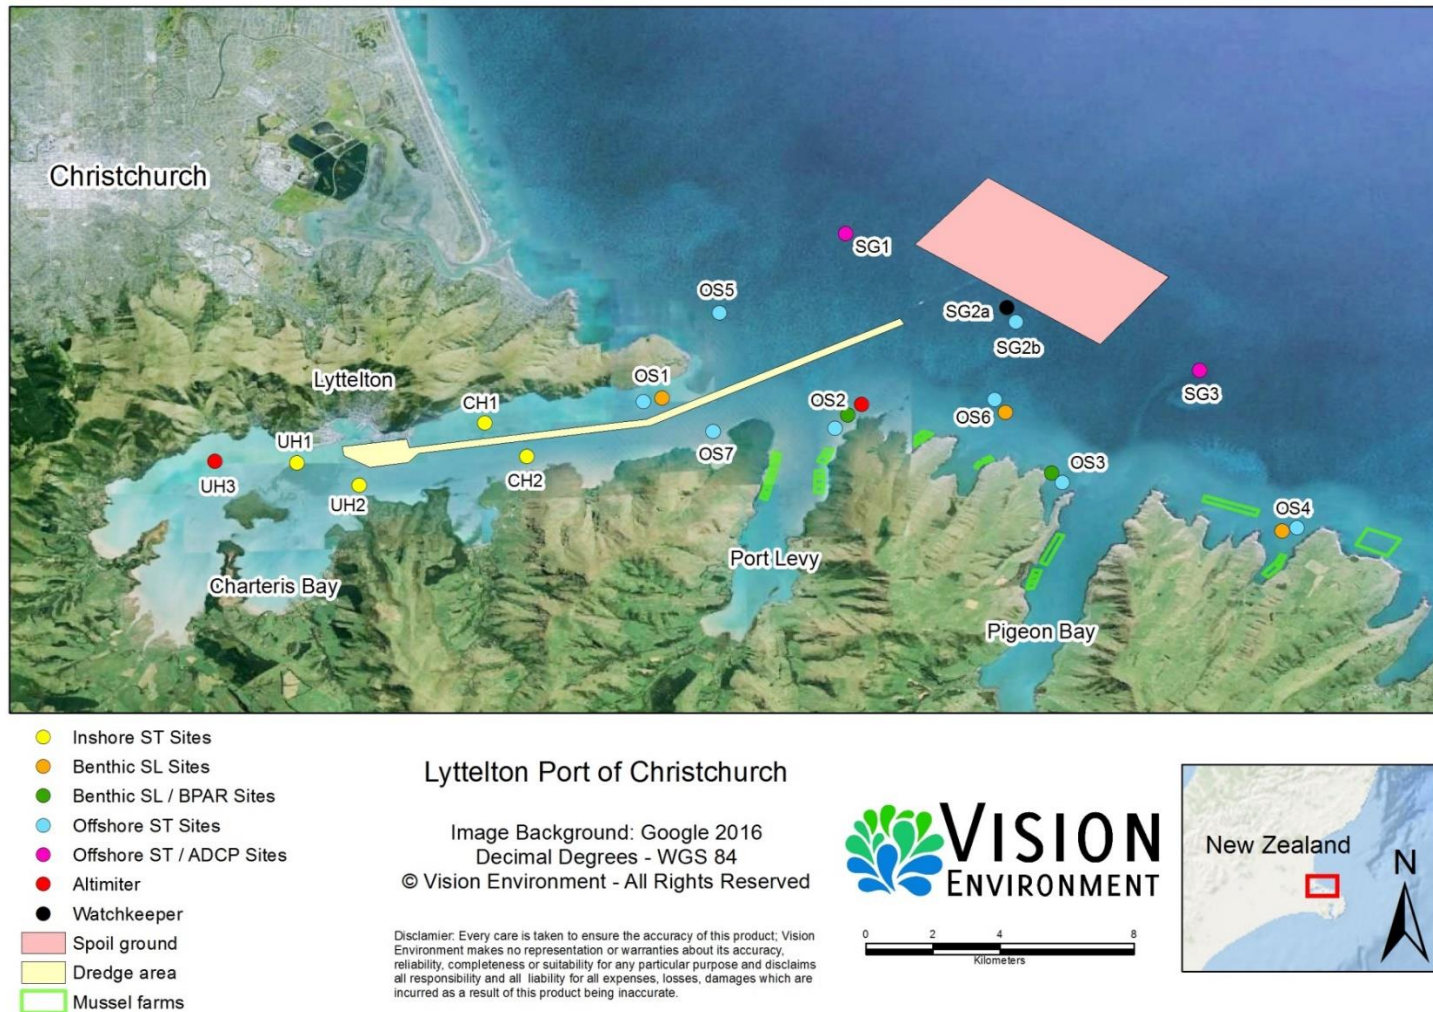 Christchurch
SG1
OS5
SG2a
SG2b
Lyttelton
OS1
SG3
CH1
OS2
OS6
UH1
OS7
CH2
OS3
UH3
UH2
OS4
Port Levy
Charteris Bay
Pigeon Bay
Inshore ST Sites
Benthic SL Sites
Benthic SL / BPAR Sites
Offshore ST Sites
Offshore ST / ADCP Sites
Altimiter
Watchkeeper
Spoil ground
Dredge area
Mussel farms
Lyttelton Port of Christchurch
Image Background: Google 2016
Decimal Degrees - WGS 84
© Vision Environment - All Rights Reserved
Disclamier: Every care is taken to ensure the accuracy of this product; Vision
Environment makes no representation or warranties about its accuracy,
reliability, completeness or suitability for any particular purpose and disclaims
all responsibility and all liability for all expenses, losses, damages which are
incurred as a result of this product being inaccurate.
VISION
ENVIRONMENT
0 2 4 8
Kilometers
New Zealand
N